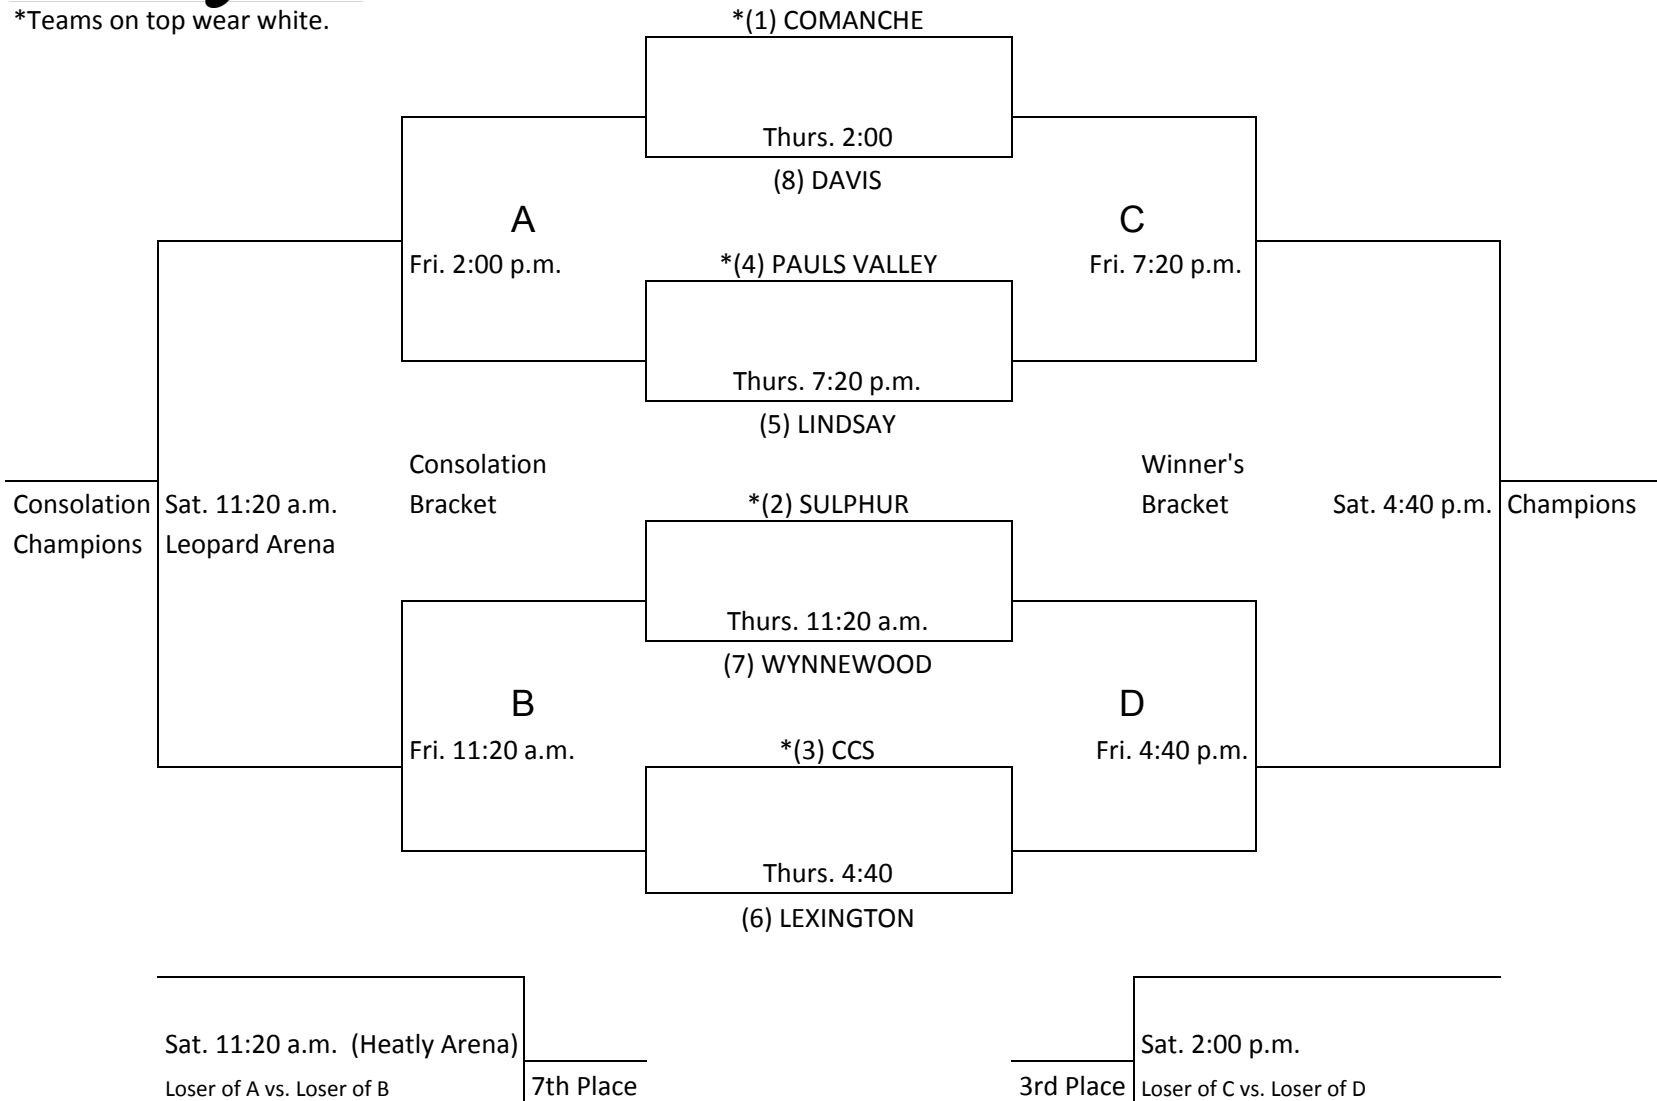 *Teams on top wear white.
*(1) COMANCHE
Thurs. 2:00
(8) DAVIS
A
C
Fri. 2:00 p.m.
*(4) PAULS VALLEY
Fri. 7:20 p.m.
Thurs. 7:20 p.m.
(5) LINDSAY
Consolation
Bracket
Winner's
Bracket
Consolation
Champions
Sat. 11:20 a.m.
Leopard Arena
*(2) SULPHUR
Sat. 4:40 p.m.
Champions
Thurs. 11:20 a.m.
(7) WYNNEWOOD
B
D
Fri. 11:20 a.m.
*(3) CCS
Fri. 4:40 p.m.
Thurs. 4:40
(6) LEXINGTON
Sat. 11:20 a.m. (Heatly Arena)
Loser of A vs. Loser of B
7th Place
Sat. 2:00 p.m.
3rd Place
Loser of C vs. Loser of D